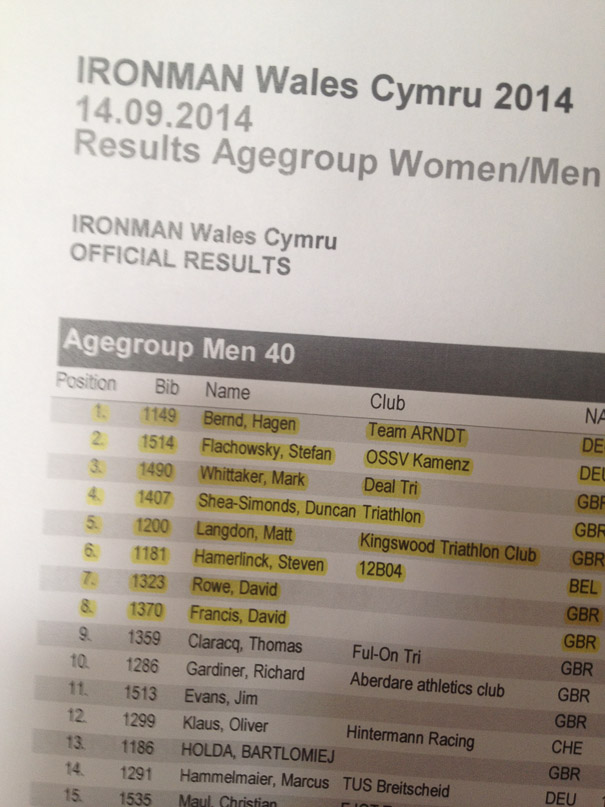 IRONMAN Wales Cymru 2014
14.09.2014
Results Agegroup Women/Men
IRONMAN Wales Cymru
OFFICIAL RESULTS
Agegroup Men 40
Position Bib Name Club NA
1. 1149 Bernd, Hagen Team ARNDT DE
2. 1514 Flachowsky, Stefan OSSV Kamenz DEU
3. 1490 Whittaker, Mark Deal Tri GBR
4. 1407 Shea-Simonds, Duncan Triathlon GBR
5. 1200 Langdon, Matt Kingswood Triathlon Club GBR
6. 1181 Hamerlinck, Steven 12B04 BEL
7. 1323 Rowe, David GBR
8. 1370 Francis, David GBR
9. 1359 Claracq, Thomas Ful-On Tri GBR
10. 1286 Gardiner, Richard Aberdare athletics club GBR
11. 1513 Evans, Jim GBR
12. 1299 Klaus, Oliver Hintermann Racing CHE
13. 1186 HOLDA, BARTLOMIEJ GBR
14. 1291 Hammelmaier, Marcus TUS Breitscheid DEU
15. 1535 Maul, Christian